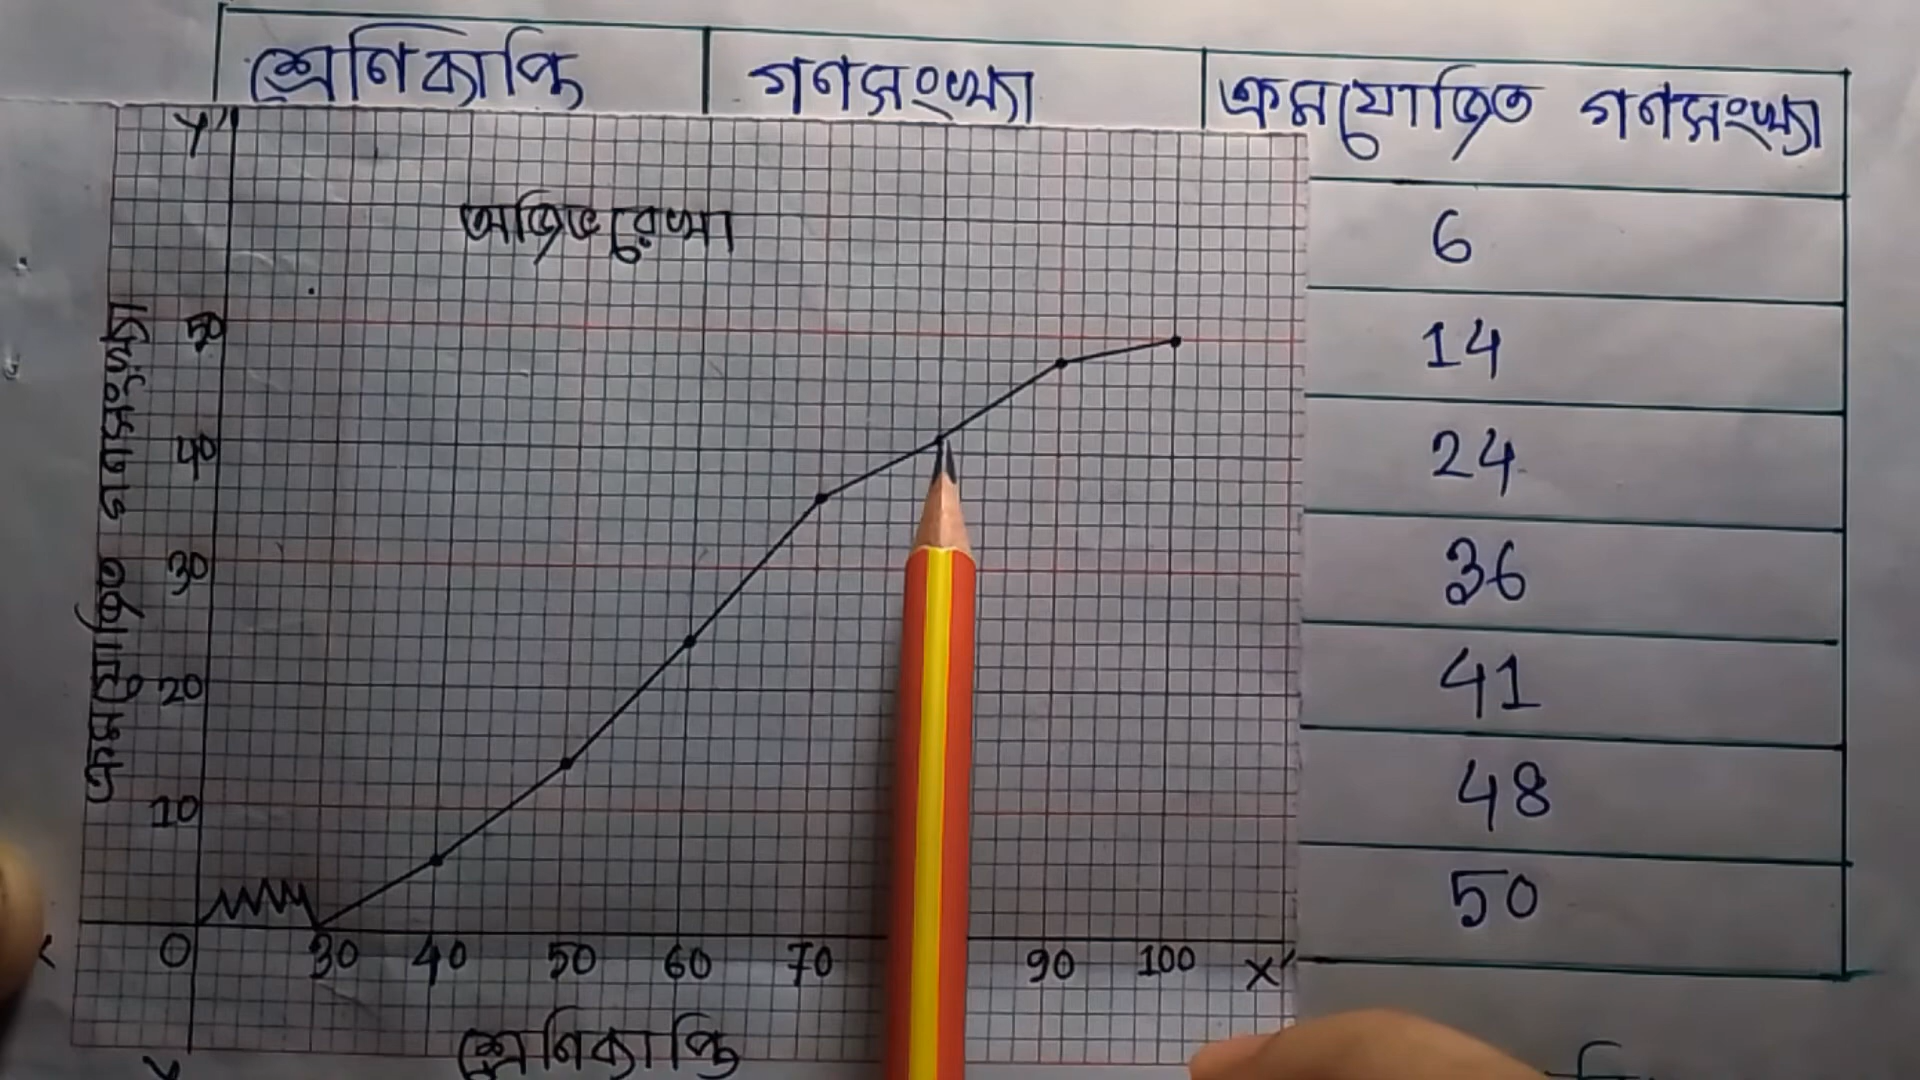 শ্রেণিব্যাপ্তি গণসংখ্যা ক্রমযোজিত গণসংখ্যা
Y'
অজিভরেখা
6
14
24
36
41
48
50
ক্রমযোজিত গণসংখ্যা
50
40
30
20
10
0 30 40 50 60 70 90 100 X'
শ্রেণিব্যাপ্তি